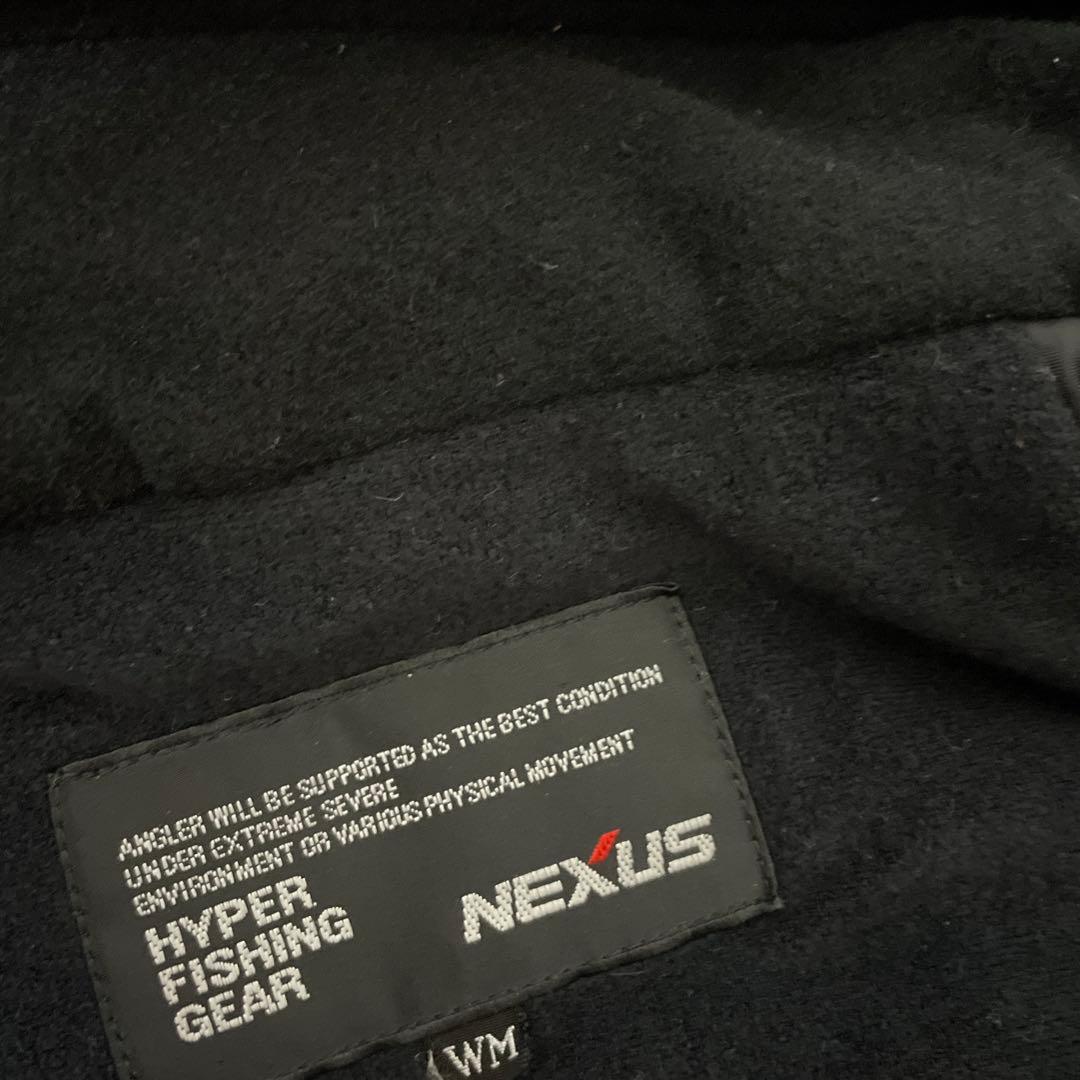 ANGLER WILL BE SUPPORTED AS THE BEST CONDITION
UNDER EXTREME SEVERE
ENVIRONMENT OR VARIOUS PHYSICAL MOVEMENT
HYPER
FISHING
GEAR
NEXUS
WM